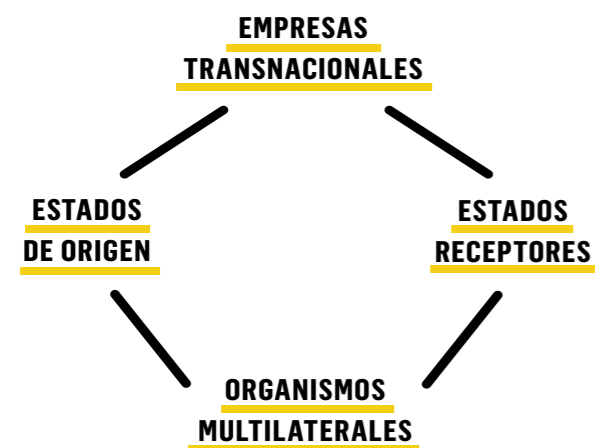 EMPRESAS
TRANSNACIONALES
ESTADOS
DE ORIGEN
ESTADOS
RECEPTORES
ORGANISMOS
MULTILATERALES